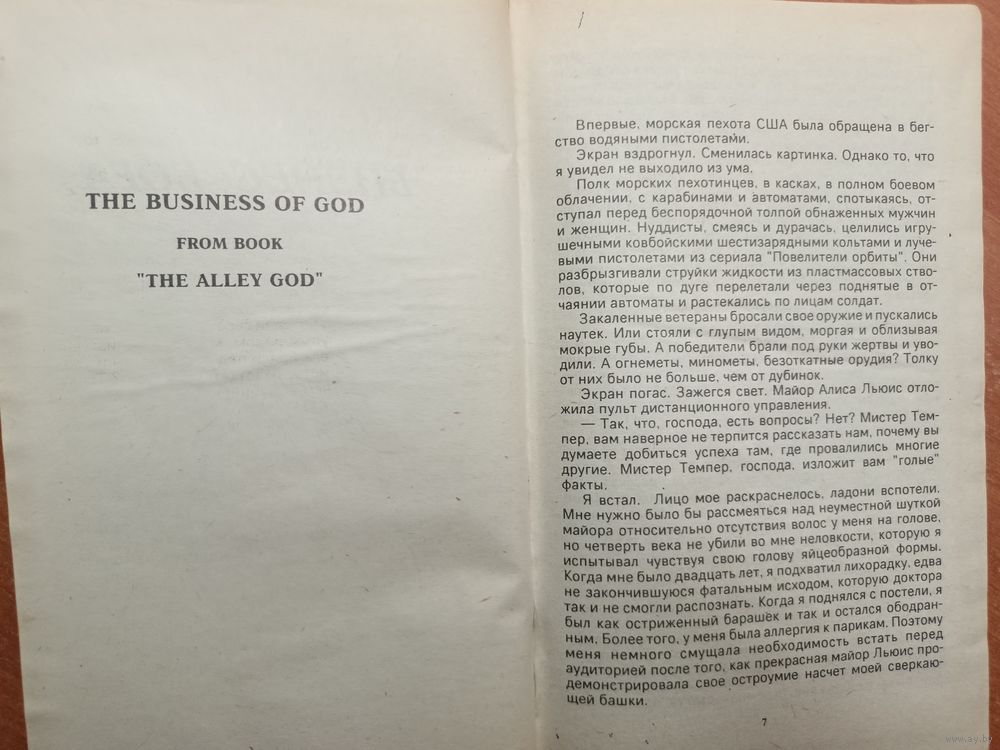 THE BUSINESS OF GOD
FROM BOOK
"THE ALLEY GOD"
Впервые, морская пехота США была обращена в бег-
ство водяными пистолетами.
Экран вздрогнул. Сменилась картинка. Однако то, что
я увидел не выходило из ума.
Полк морских пехотинцев, в касках, в полном боевом
облачении, с карабинами и автоматами, спотыкаясь, от-
ступал перед беспорядочной толпой обнаженных мужчин
и женщин. Нуддисты, смеясь и дурачась, целились игру-
шечными ковбойскими шестизарядными кольтами и луче-
выми пистолетами из сериала "Повелители орбиты". Они
разбрызгивали струйки жидкости из пластмассовых ство-
лов, которые по дуге перелетали через поднятые в от-
чаянии автоматы и растекались по лицам солдат.
Закаленные ветераны бросали свое оружие и пускались
наутек. Или стояли с глупым видом, моргая и облизывая
мокрые губы. А победители брали под руки жертвы и уво-
дили. А огнеметы, минометы, безоткатные орудия? Толку
от них было не больше, чем от дубинок.
Экран погас. Зажегся свет. Майор Алиса Льюис отло-
жила пульт дистанционного управления.
— Так, что, господа, есть вопросы? Нет? Мистер Тем-
пер, вам наверное не терпится рассказать нам, почему вы
думаете добиться успеха там, где провалились многие
другие. Мистер Темпер, господа, изложит вам "голые"
факты.
Я встал. Лицо мое раскраснелось, ладони вспотели.
Мне нужно было бы рассмеяться над неуместной шуткой
майора относительно отсутствия волос у меня на голове,
но четверть века не убили во мне неловкости, которую я
испытывал чувствуя свою голову яйцеобразной формы.
Когда мне было двадцать лет, я подхватил лихорадку, едва
не закончившуюся фатальным исходом, которую доктора
так и не смогли распознать. Когда я поднялся с постели, я
был как остриженный барашек и так и остался ободран-
ным. Более того, у меня была аллергия к парикам. Поэтому
меня немного смущала необходимость встать перед
аудиторией после того, как прекрасная майор Льюис про-
демонстрировала свое остроумие насчет моей сверкаю-
щей башки.
7
www.ay.by